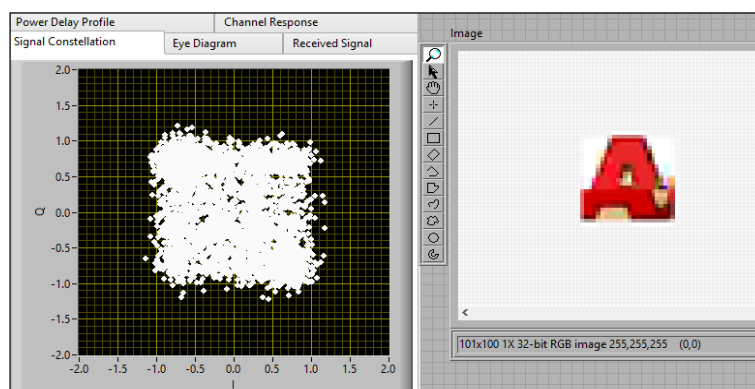 Power Delay Profile
Channel Response
Signal Constellation
Eye Diagram
Received Signal
Image
2.0
1.5
1.0
0.5
0.0
-0.5
-1.0
-1.5
-2.0
Q
-2.0 -1.5 -1.0 -0.5 0.0 0.5 1.0 1.5 2.0
I
A
<
101x100 1X 32-bit RGB image 255,255,255 (0,0)